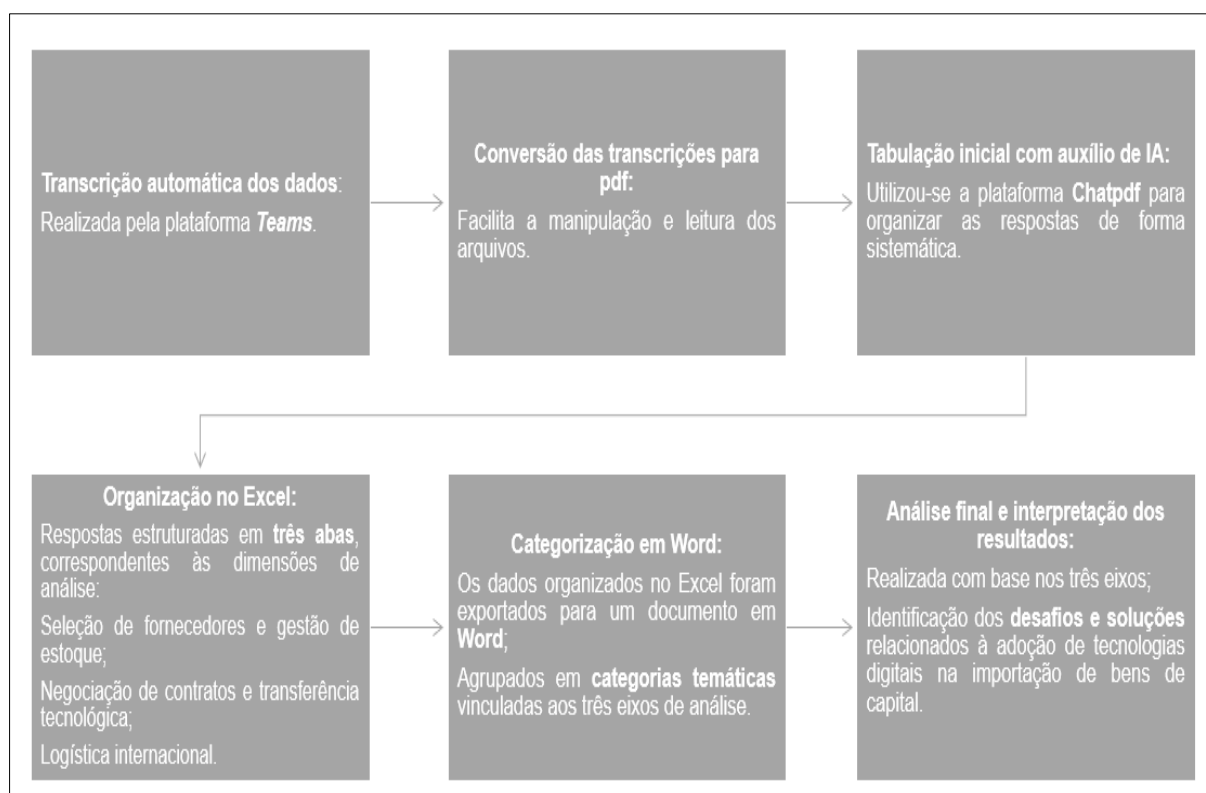 Transcrição automática dos dados:
Realizada pela plataforma Teams.
Conversão das transcrições para
pdf:
Facilita a manipulação e leitura dos
arquivos.
Tabulação inicial com auxílio de IA:
Utilizou-se a plataforma Chatpdf para
organizar as respostas de forma
sistemática.
Organização no Excel:
Respostas estruturadas em três abas,
correspondentes às dimensões de
análise:
Seleção de fornecedores e gestão de
estoque;
Negociação de contratos e transferência
tecnológica;
Logística internacional.
Categorização em Word:
Os dados organizados no Excel foram
exportados para um documento em
Word;
Agrupados em categorias temáticas
vinculadas aos três eixos de análise.
Análise final e interpretação dos
resultados:
Realizada com base nos três eixos;
Identificação dos desafios e soluções
relacionados à adoção de tecnologias
digitais na importação de bens de
capital.